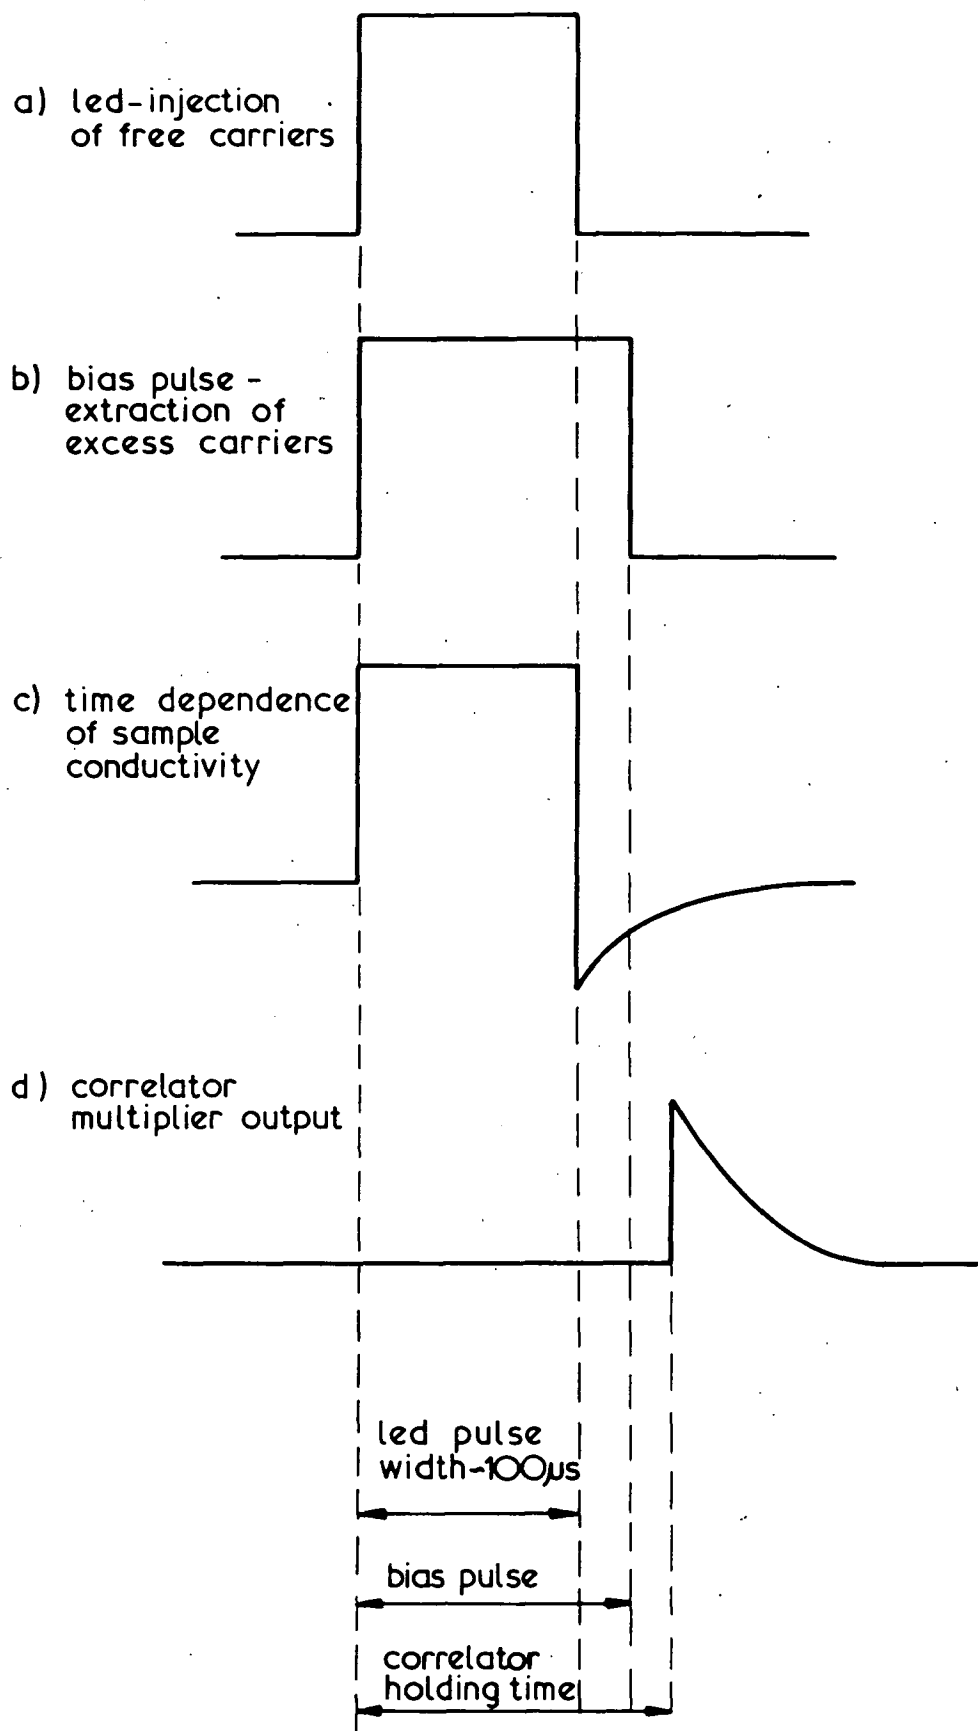 a) led-injection
of free carriers
b) bias pulse -
extraction of
excess carriers
c) time dependence
of sample
conductivity
d) correlator
multiplier output
led pulse
width-100µs
bias pulse
correlator
holding time